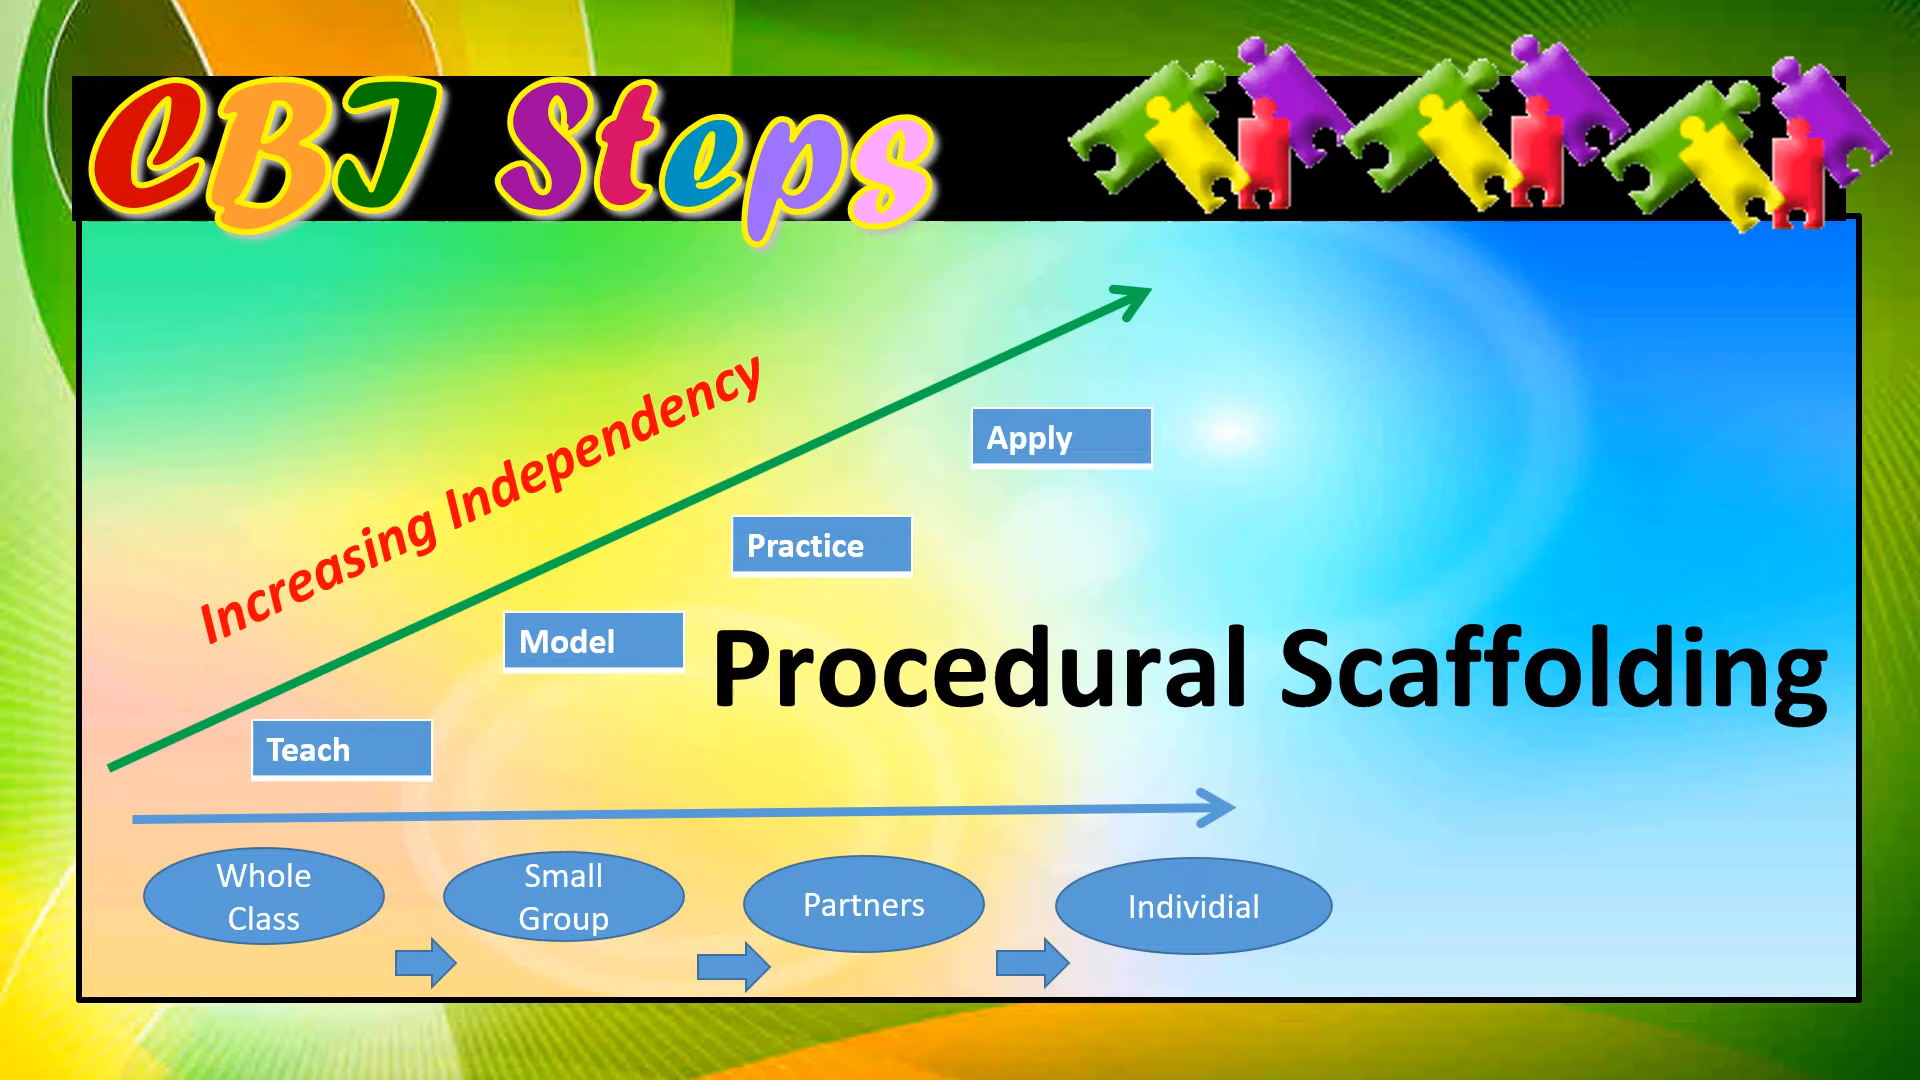 CBI Steps
Increasing Independency
Apply
Practice
Model
Procedural Scaffolding
Teach
Whole
Class
Small
Group
Partners
Individial